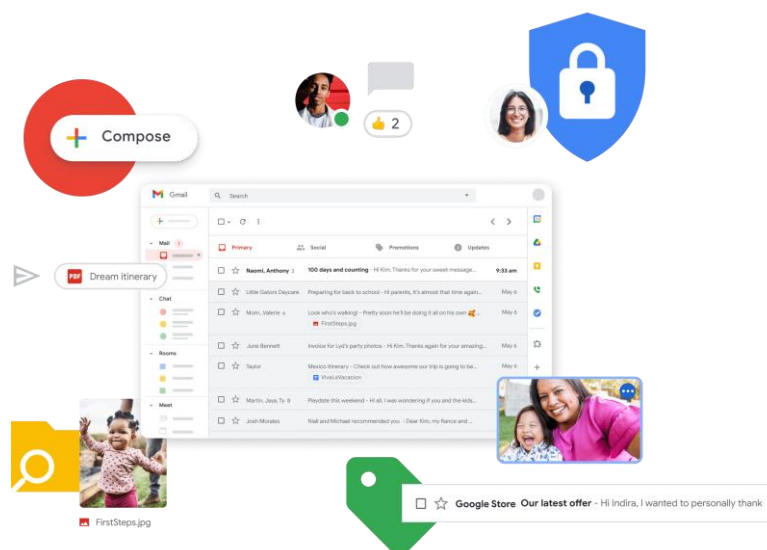 Compose
2
Gmail
Search
Mail
Primary
Social
Promotions
Updates
Naomi, Anthony 2 100 days and counting - Hi Kim, Thanks for your sweet message... 9:33 am
Little Gators Daycare Preparing for back to school - Hi parents, it's almost that time again... May 6
Mom, Valerie 6 Look who's walking! - Pretty soon he'll be doing it all on his own 🥰... May 6
FirstSteps.jpg
June Bennett Invoice for Lyd's party photos - Hi Kim, Thanks again for your amazing... May 6
Taylor Mexico Itinerary - Check out how awesome our trip is going to be... May 6
VivaLaVacacion
Martin, Jaya, Ty 8 Playdate this weekend - Hi all, I was wondering if you and the kids...
Josh Morales Niall and Michael recommended you - Dear Kim, my fiance and ...
Chat
Rooms
Meet
PDF Dream itinerary
FirstSteps.jpg
Google Store Our latest offer - Hi Indira, I wanted to personally thank